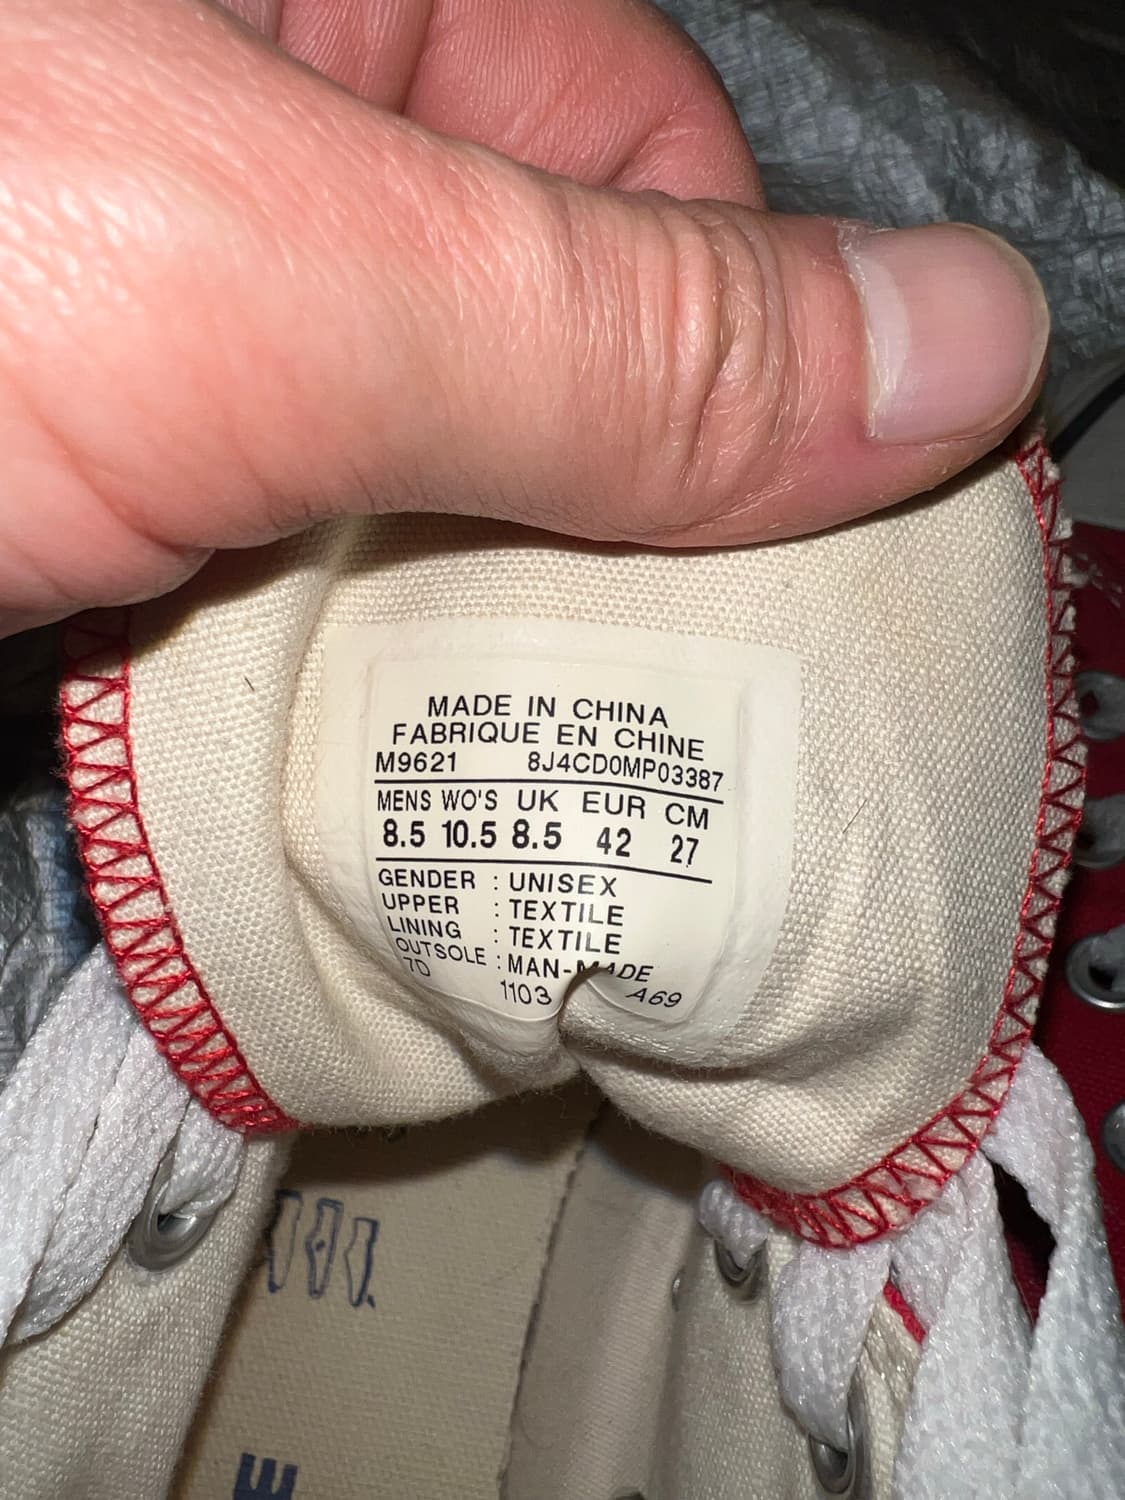 MADE IN CHINA
FABRIQUE EN CHINE
M9621 8J4CD0MP03387
MENS WO'S UK EUR CM
8.5 10.5 8.5 42 27
GENDER : UNISEX
UPPER : TEXTILE
LINING : TEXTILE
OUTSOLE : MAN-MADE
7D 1103 A69